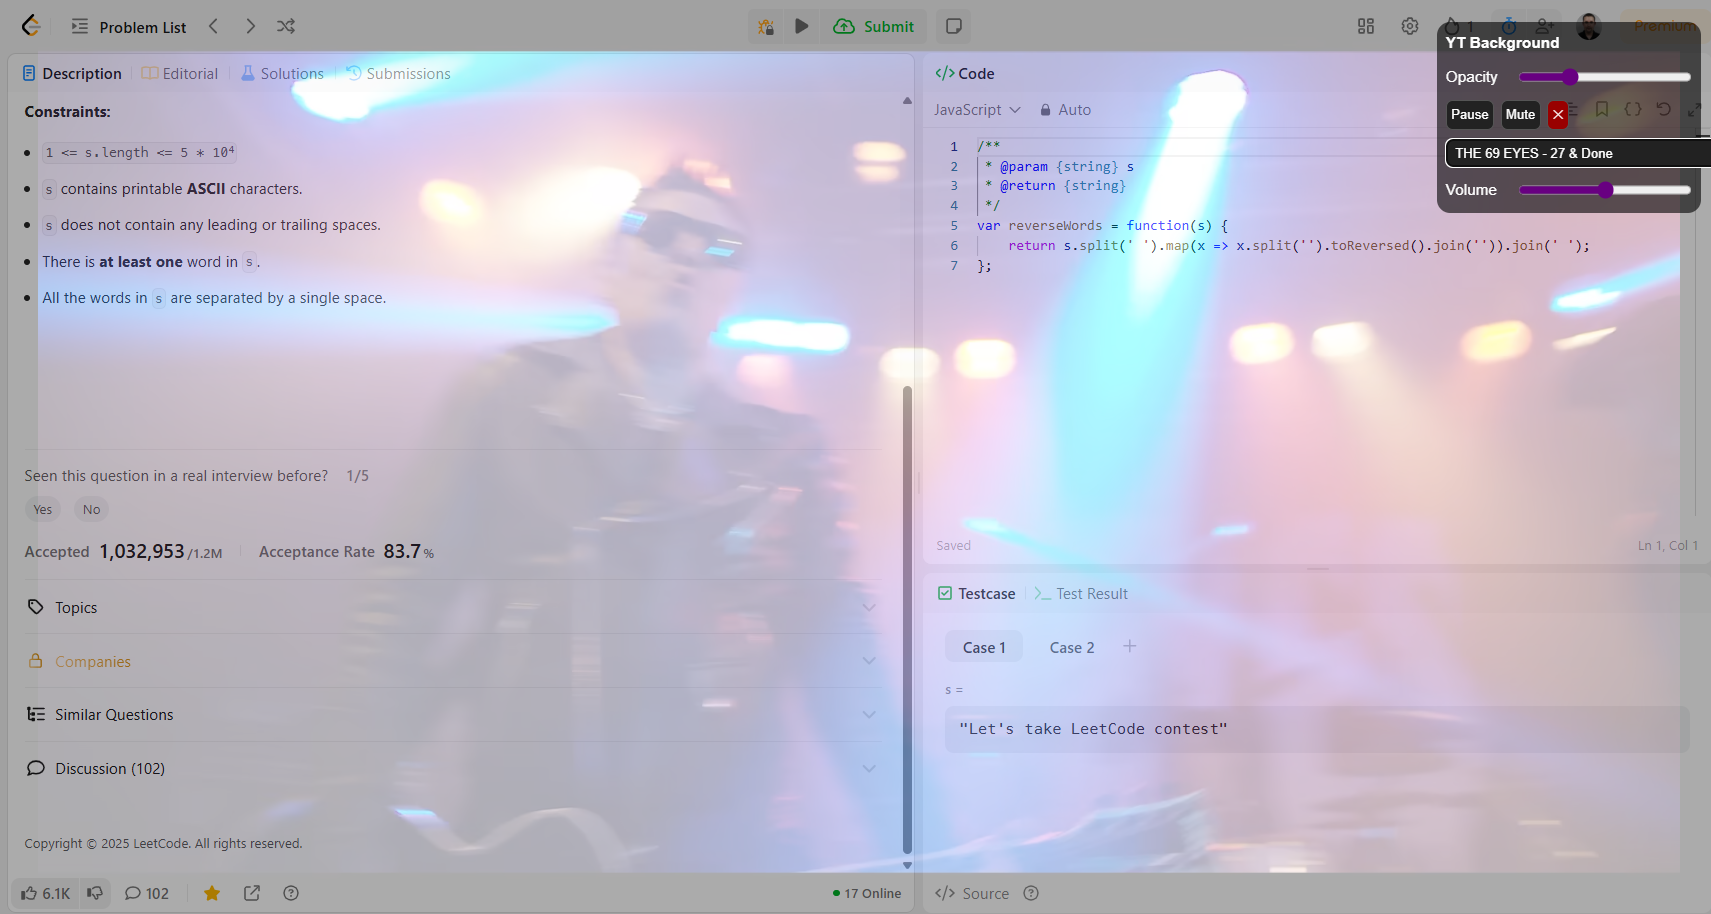 Problem List
Submit
1
Premium
YT Background
Opacity
Pause
Mute
THE 69 EYES - 27 & Done
Volume
Description
Editorial
Solutions
Submissions
Constraints:
1 <= s.length <= 5 * 10⁴
s contains printable ASCII characters.
s does not contain any leading or trailing spaces.
There is at least one word in s.
All the words in s are separated by a single space.
Seen this question in a real interview before? 1/5
Yes
No
Accepted 1,032,953/1.2M
Acceptance Rate 83.7%
Topics
Companies
Similar Questions
Discussion (102)
Copyright © 2025 LeetCode. All rights reserved.
6.1K
102
17 Online
</> Code
JavaScript
Auto
1 /**
2 * @param {string} s
3 * @return {string}
4 */
5 var reverseWords = function(s) {
6 return s.split(' ').map(x => x.split('').toReversed().join('')).join(' ');
7 };
Saved
Ln 1, Col 1
Testcase
Test Result
Case 1
Case 2
s =
"Let's take LeetCode contest"
</> Source